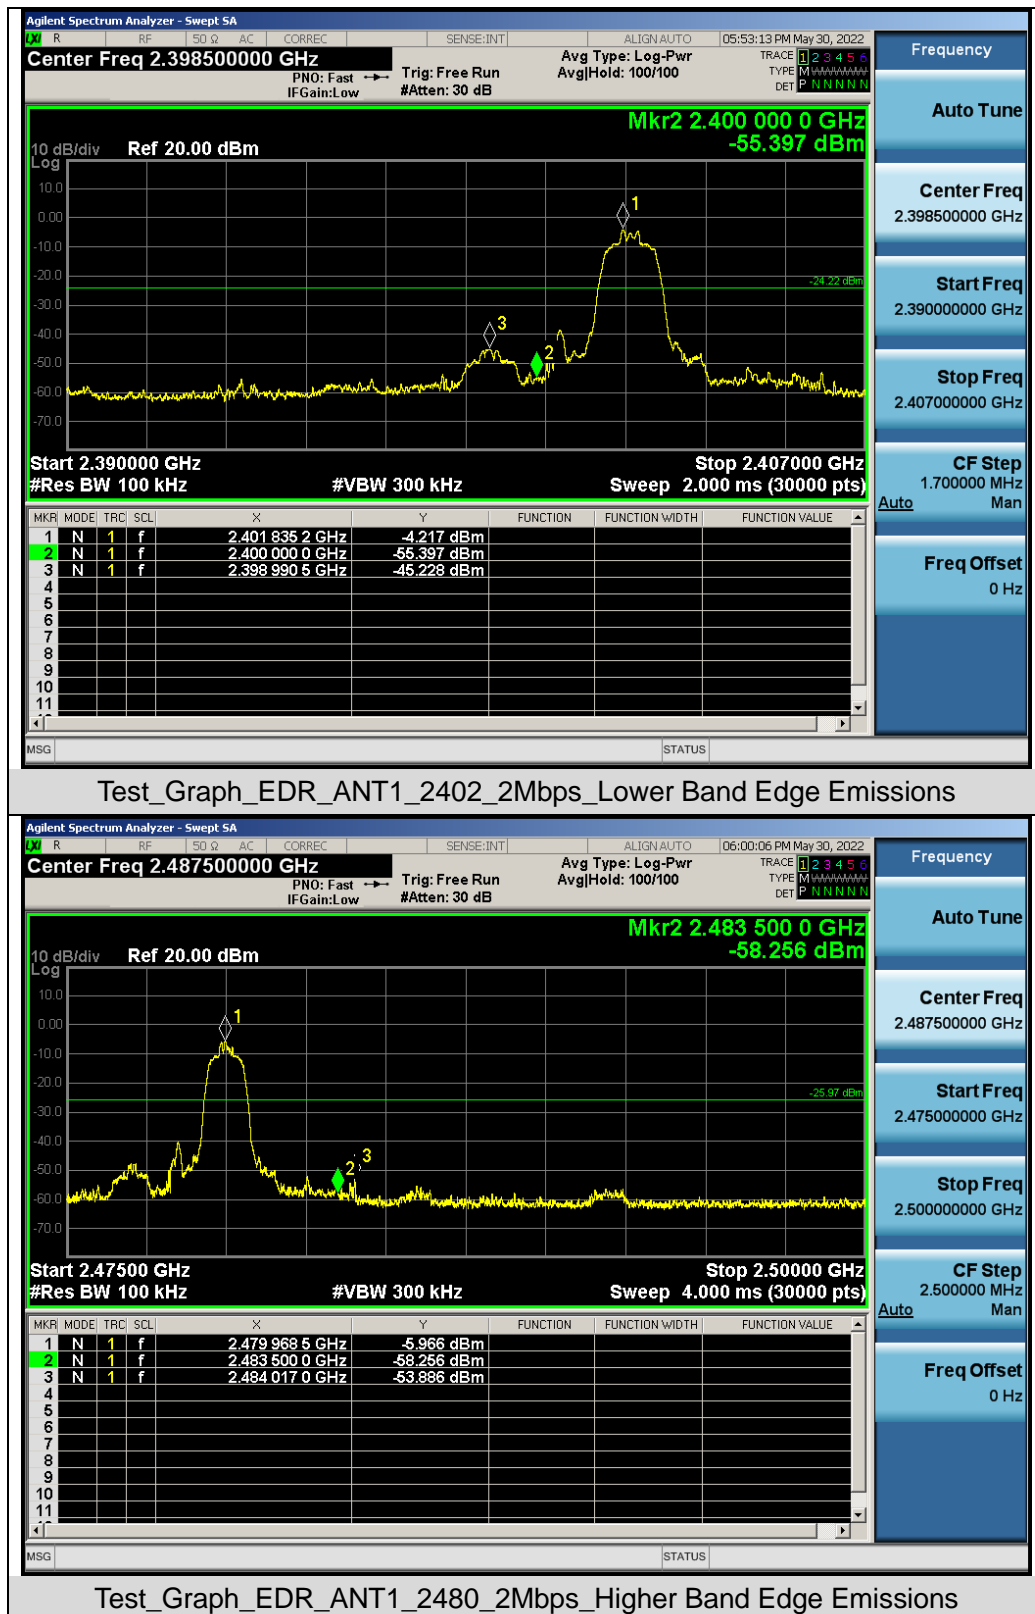 Agilent Spectrum Analyzer - Swept SA
LXI R RF 50 Ω AC CORREC SENSE:INT ALIGN AUTO 05:53:13 PM May 30, 2022
Center Freq 2.398500000 GHz
PNO: Fast
IFGain:Low
Trig: Free Run
#Atten: 30 dB
Avg Type: Log-Pwr
Avg|Hold: 100/100
TRACE 1 2 3 4 5 6
TYPE M
DET P N N N N N
Mkr2 2.400 000 0 GHz
-55.397 dBm
10 dB/div Ref 20.00 dBm
Log
10.0
0.00
-10.0
-20.0
-30.0
-40.0
-50.0
-60.0
-70.0
1
-24.22 dBm
3
2
Start 2.390000 GHz Stop 2.407000 GHz
#Res BW 100 kHz #VBW 300 kHz Sweep 2.000 ms (30000 pts)
MKR MODE TRC SCL X Y FUNCTION FUNCTION WIDTH FUNCTION VALUE
1 N 1 f 2.401 835 2 GHz -4.217 dBm
2 N 1 f 2.400 000 0 GHz -55.397 dBm
3 N 1 f 2.398 990 5 GHz -45.228 dBm
4
5
6
7
8
9
10
11
MSG STATUS
Frequency
Auto Tune
Center Freq
2.398500000 GHz
Start Freq
2.390000000 GHz
Stop Freq
2.407000000 GHz
CF Step
1.700000 MHz
Auto Man
Freq Offset
0 Hz
Test_Graph_EDR_ANT1_2402_2Mbps_Lower Band Edge Emissions
Agilent Spectrum Analyzer - Swept SA
LXI R RF 50 Ω AC CORREC SENSE:INT ALIGN AUTO 06:00:06 PM May 30, 2022
Center Freq 2.487500000 GHz
PNO: Fast
IFGain:Low
Trig: Free Run
#Atten: 30 dB
Avg Type: Log-Pwr
Avg|Hold: 100/100
TRACE 1 2 3 4 5 6
TYPE M
DET P N N N N N
Mkr2 2.483 500 0 GHz
-58.256 dBm
10 dB/div Ref 20.00 dBm
Log
10.0
0.00
-10.0
-20.0
-30.0
-40.0
-50.0
-60.0
-70.0
1
-25.97 dBm
2
3
Start 2.47500 GHz Stop 2.50000 GHz
#Res BW 100 kHz #VBW 300 kHz Sweep 4.000 ms (30000 pts)
MKR MODE TRC SCL X Y FUNCTION FUNCTION WIDTH FUNCTION VALUE
1 N 1 f 2.479 968 5 GHz -5.966 dBm
2 N 1 f 2.483 500 0 GHz -58.256 dBm
3 N 1 f 2.484 017 0 GHz -53.886 dBm
4
5
6
7
8
9
10
11
MSG STATUS
Frequency
Auto Tune
Center Freq
2.487500000 GHz
Start Freq
2.475000000 GHz
Stop Freq
2.500000000 GHz
CF Step
2.500000 MHz
Auto Man
Freq Offset
0 Hz
Test_Graph_EDR_ANT1_2480_2Mbps_Higher Band Edge Emissions